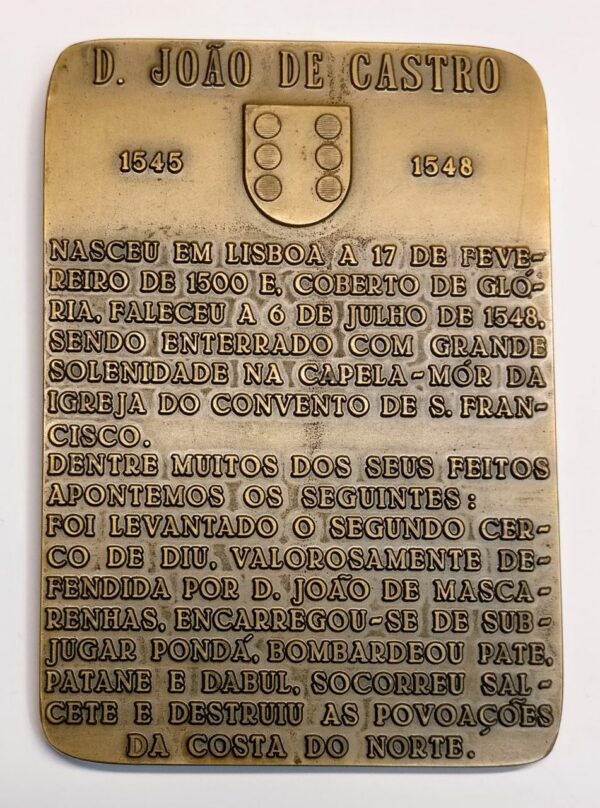 D. JOÃO DE CASTRO
1545 1548
NASCEU EM LISBOA A 17 DE FEVE-
REIRO DE 1500 E, COBERTO DE GLÓ-
RIA, FALECEU A 6 DE JULHO DE 1548,
SENDO ENTERRADO COM GRANDE
SOLENIDADE NA CAPELA-MÓR DA
IGREJA DO CONVENTO DE S. FRAN-
CISCO.
DENTRE MUITOS DOS SEUS FEITOS
APONTEMOS OS SEGUINTES:
FOI LEVANTADO O SEGUNDO CER-
CO DE DIU, VALOROSAMENTE DE-
FENDIDA POR D. JOÃO DE MASCA-
RENHAS, ENCARREGOU-SE DE SUB-
JUGAR PONDÁ, BOMBARDEOU PATE,
PATANE E DABUL, SOCORREU SAL-
CETE E DESTRUIU AS POVOAÇÕES
DA COSTA DO NORTE.